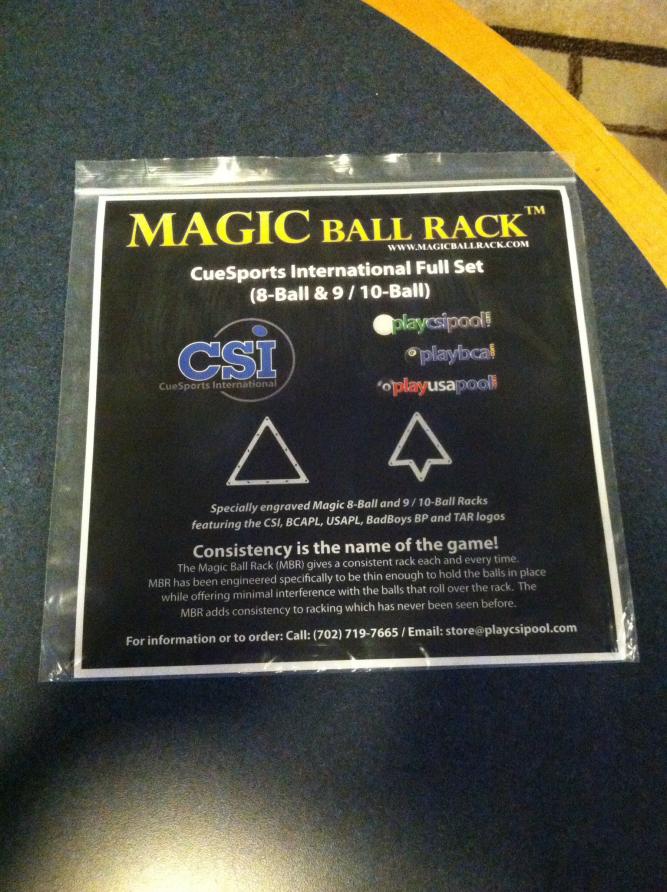 MAGIC BALL RACK™
WWW.MAGICBALLRACK.COM
CueSports International Full Set
(8-Ball & 9 / 10-Ball)
CSI
CueSports International
playcsipool.com
playbca.com
playusapool.com
Specially engraved Magic 8-Ball and 9 / 10-Ball Racks
featuring the CSI, BCAPL, USAPL, BadBoys BP and TAR logos
Consistency is the name of the game!
The Magic Ball Rack (MBR) gives a consistent rack each and every time.
MBR has been engineered specifically to be thin enough to hold the balls in place
while offering minimal interference with the balls that roll over the rack. The
MBR adds consistency to racking which has never been seen before.
For information or to order: Call: (702) 719-7665 / Email: store@playcsipool.com